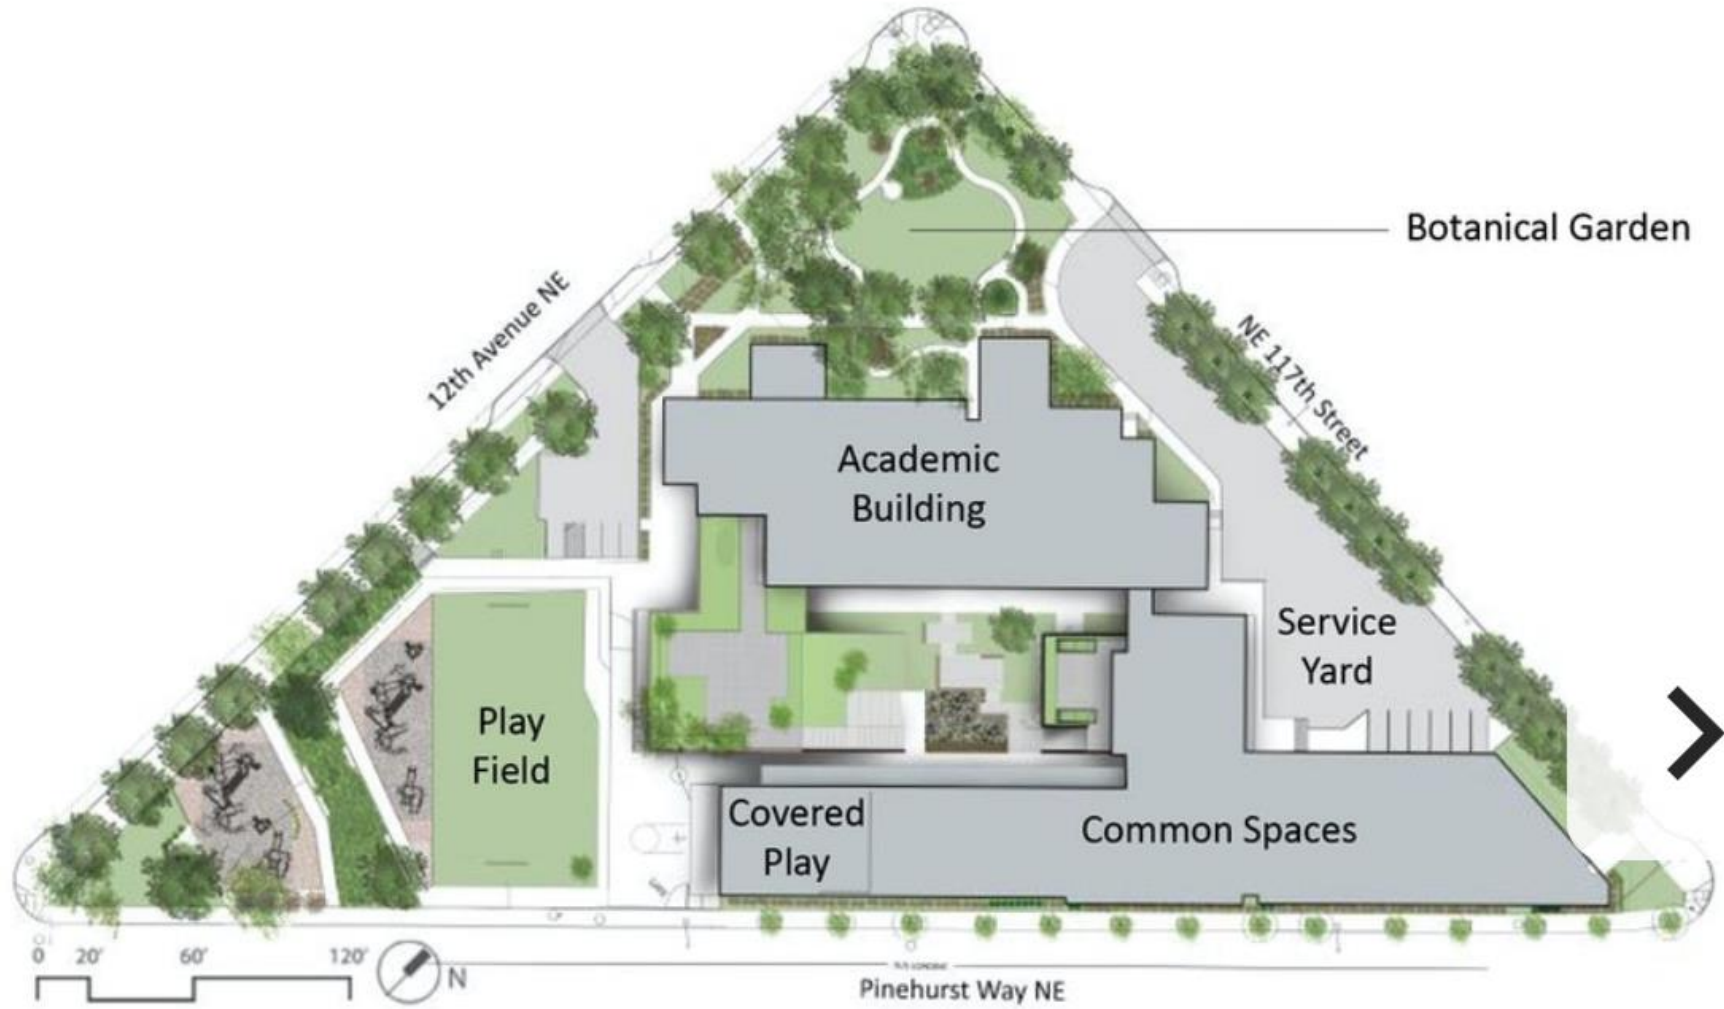 Botanical Garden
12th Avenue NE
NE 117th Street
Academic
Building
Service
Yard
Play
Field
Covered
Play
Common Spaces
0 20' 60' 120'
N
Pinehurst Way NE